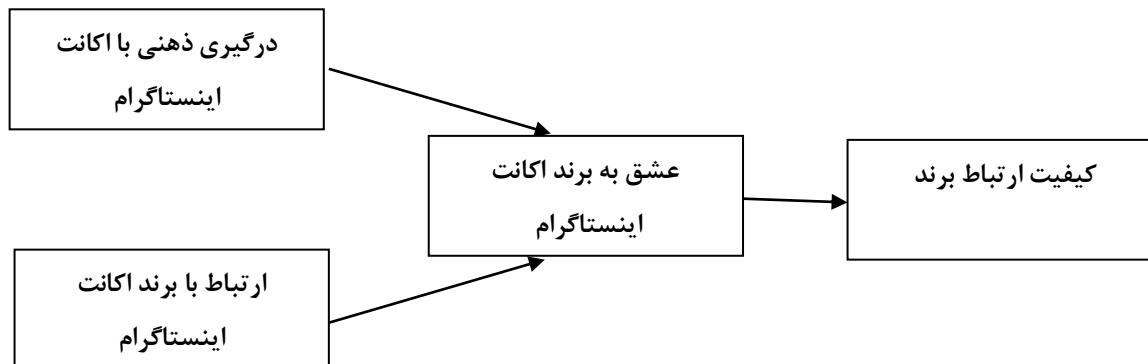 درگیری ذهنی با اکانت
اینستاگرام
عشق به برند اکانت
اینستاگرام
کیفیت ارتباط برند
ارتباط با برند اکانت
اینستاگرام